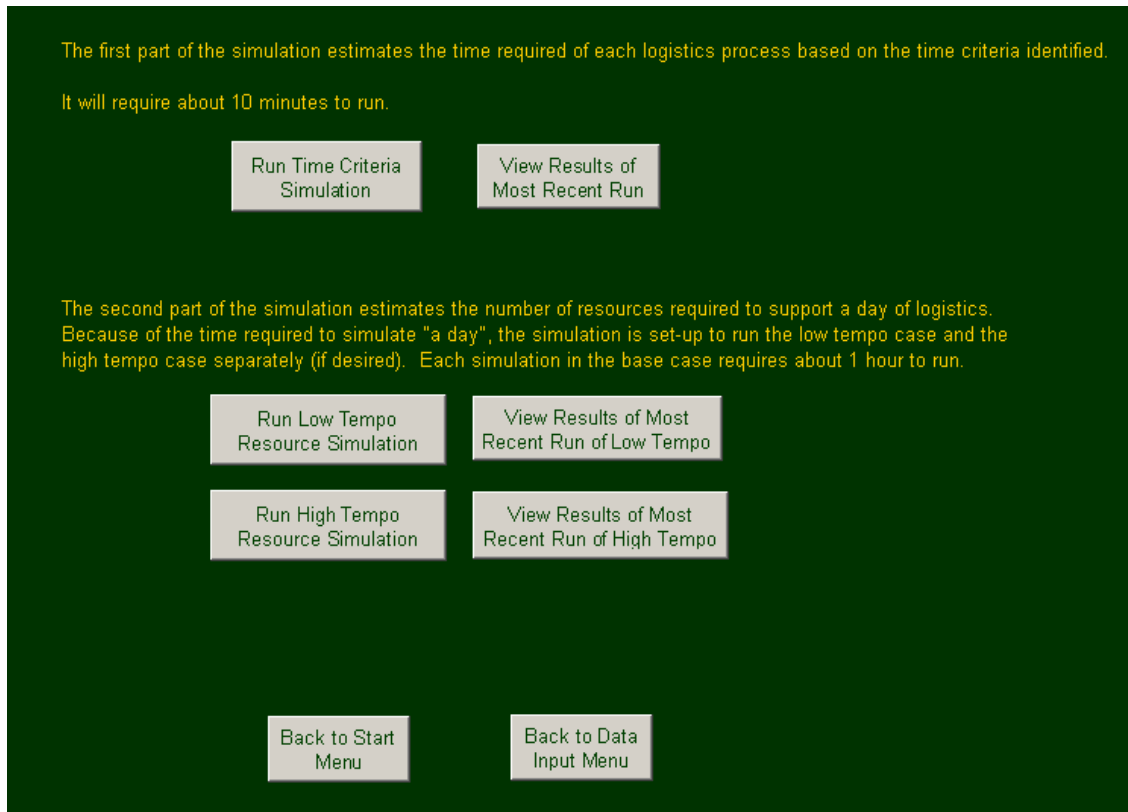 The first part of the simulation estimates the time required of each logistics process based on the time criteria identified.
It will require about 10 minutes to run.
Run Time Criteria
Simulation
View Results of
Most Recent Run
The second part of the simulation estimates the number of resources required to support a day of logistics.
Because of the time required to simulate "a day", the simulation is set-up to run the low tempo case and the
high tempo case separately (if desired).  Each simulation in the base case requires about 1 hour to run.
Run Low Tempo
Resource Simulation
View Results of Most
Recent Run of Low Tempo
Run High Tempo
Resource Simulation
View Results of Most
Recent Run of High Tempo
Back to Start
Menu
Back to Data
Input Menu